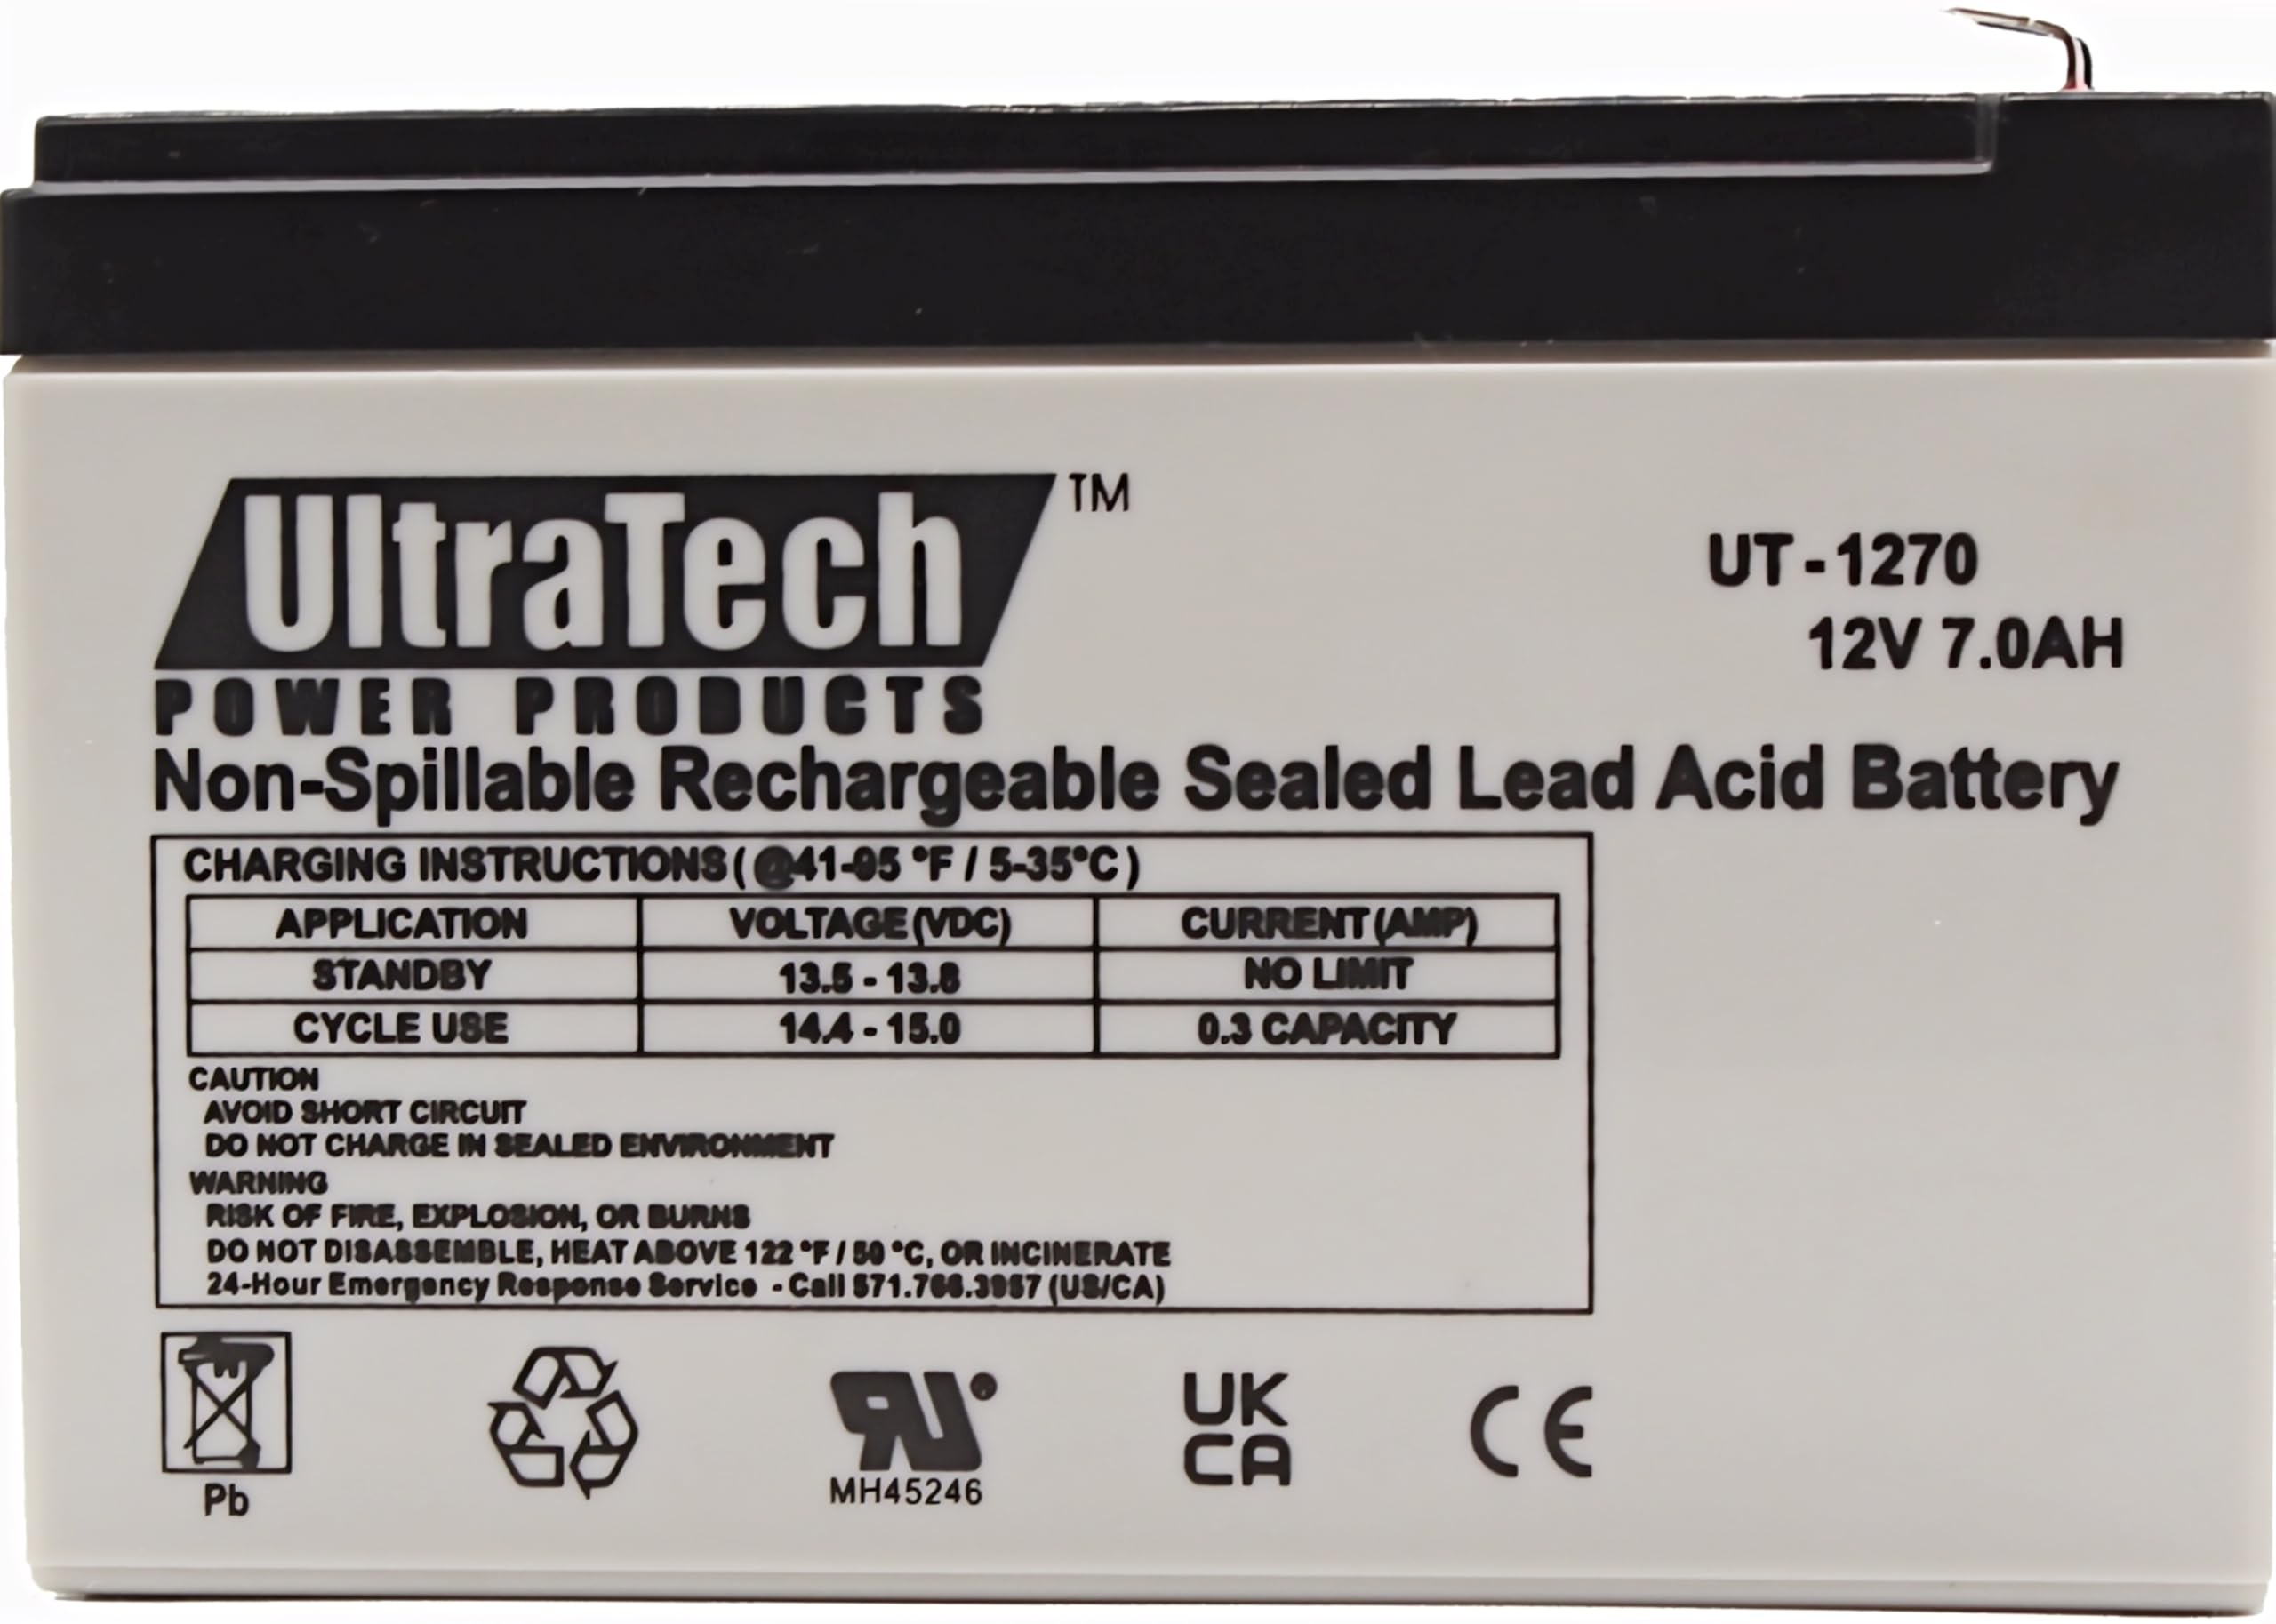 UltraTech™
POWER PRODUCTS
UT-1270
12V 7.0AH
Non-Spillable Rechargeable Sealed Lead Acid Battery
CHARGING INSTRUCTIONS ( @41-95 °F / 5-35°C )
APPLICATION VOLTAGE (VDC) CURRENT (AMP)
STANDBY 13.5 - 13.8 NO LIMIT
CYCLE USE 14.4 - 15.0 0.3 CAPACITY
CAUTION
AVOID SHORT CIRCUIT
DO NOT CHARGE IN SEALED ENVIRONMENT
WARNING
RISK OF FIRE, EXPLOSION, OR BURNS
DO NOT DISASSEMBLE, HEAT ABOVE 122 °F / 50 °C, OR INCINERATE
24-Hour Emergency Response Service - Call (US/CA)
Pb
RU
MH45246
UK
CA
CE